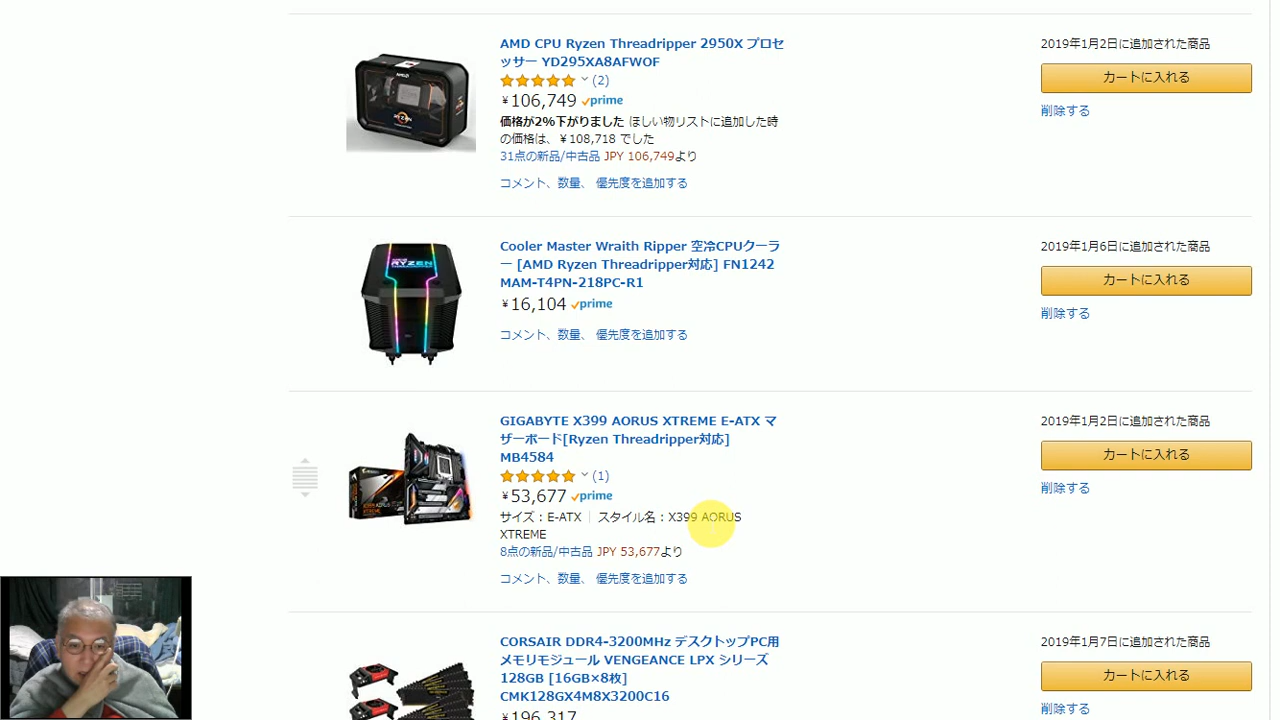 AMD CPU Ryzen Threadripper 2950X プロセ
ッサー YD295XA8AFWOF
(2)
¥106,749 prime
価格が2%下がりました ほしい物リストに追加した時
の価格は、¥108,718 でした
31点の新品/中古品 JPY 106,749より
コメント、数量、 優先度を追加する
2019年1月2日に追加された商品
カートに入れる
削除する
Cooler Master Wraith Ripper 空冷CPUクーラ
ー [AMD Ryzen Threadripper対応] FN1242
MAM-T4PN-218PC-R1
¥16,104 prime
コメント、数量、 優先度を追加する
2019年1月6日に追加された商品
カートに入れる
削除する
GIGABYTE X399 AORUS XTREME E-ATX マ
ザーボード[Ryzen Threadripper対応]
MB4584
(1)
¥53,677 prime
サイズ : E-ATX | スタイル名 : X399 AORUS
XTREME
8点の新品/中古品 JPY 53,677より
コメント、数量、 優先度を追加する
2019年1月2日に追加された商品
カートに入れる
削除する
CORSAIR DDR4-3200MHz デスクトップPC用
メモリモジュール VENGEANCE LPX シリーズ
128GB [16GB×8枚]
CMK128GX4M8X3200C16
¥196,317
2019年1月7日に追加された商品
カートに入れる
削除する